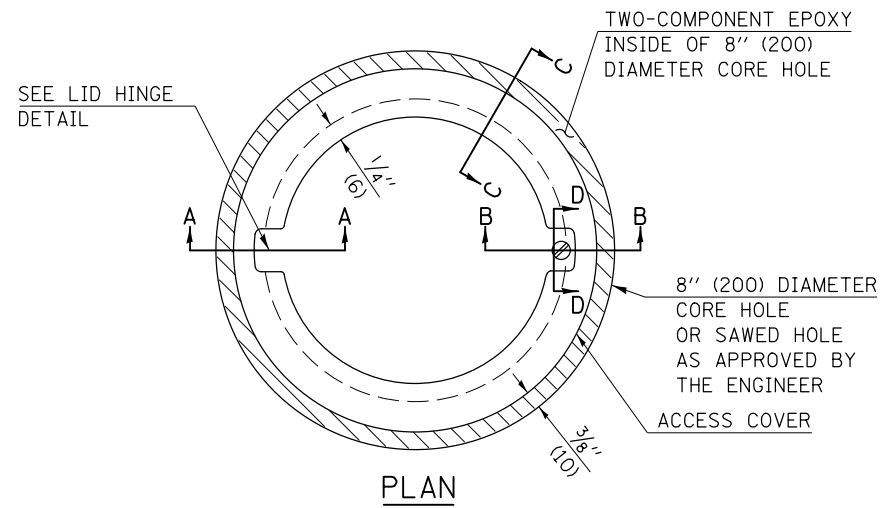 TWO-COMPONENT EPOXY
INSIDE OF 8" (200)
DIAMETER CORE HOLE
SEE LID HINGE
DETAIL
C
C
1/4"
(6)
A
A
B
B
D
D
8" (200) DIAMETER
CORE HOLE
OR SAWED HOLE
AS APPROVED BY
THE ENGINEER
ACCESS COVER
3/8"
(10)
PLAN